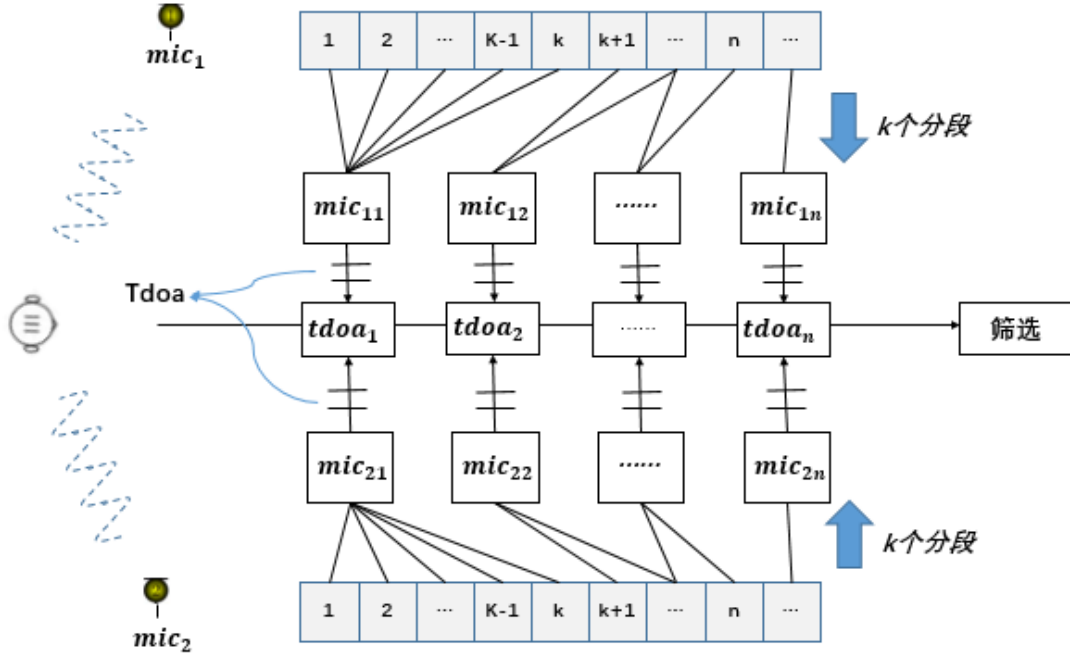 mic₁
1 2 ... K-1 k k+1 ... n ...
k个分段
mic₁₁ mic₁₂ ...... mic₁ₙ
Tdoa
tdoa₁ tdoa₂ ...... tdoaₙ 筛选
mic₂₁ mic₂₂ ...... mic₂ₙ
k个分段
1 2 ... K-1 k k+1 ... n ...
mic₂